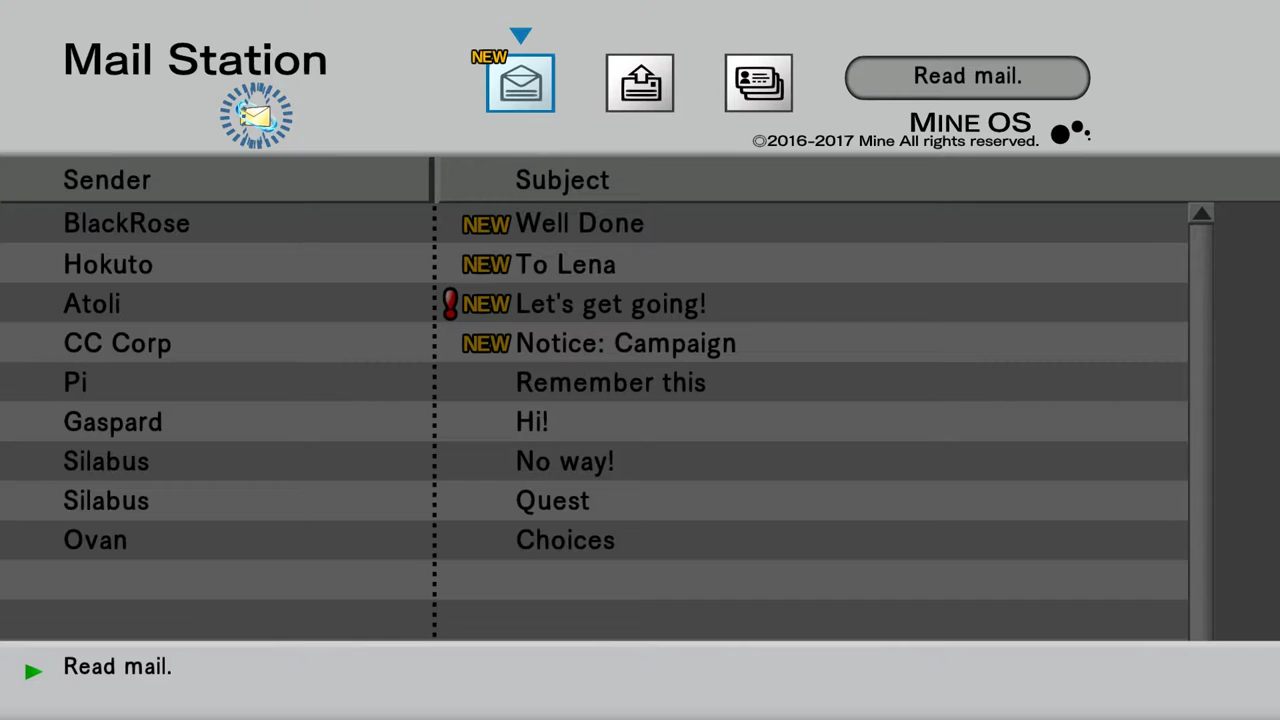 Mail Station
NEW
Read mail.
MINE OS
©2016-2017 Mine All rights reserved.
Sender Subject
BlackRose NEW Well Done
Hokuto NEW To Lena
Atoli ! NEW Let's get going!
CC Corp NEW Notice: Campaign
Pi Remember this
Gaspard Hi!
Silabus No way!
Silabus Quest
Ovan Choices
Read mail.